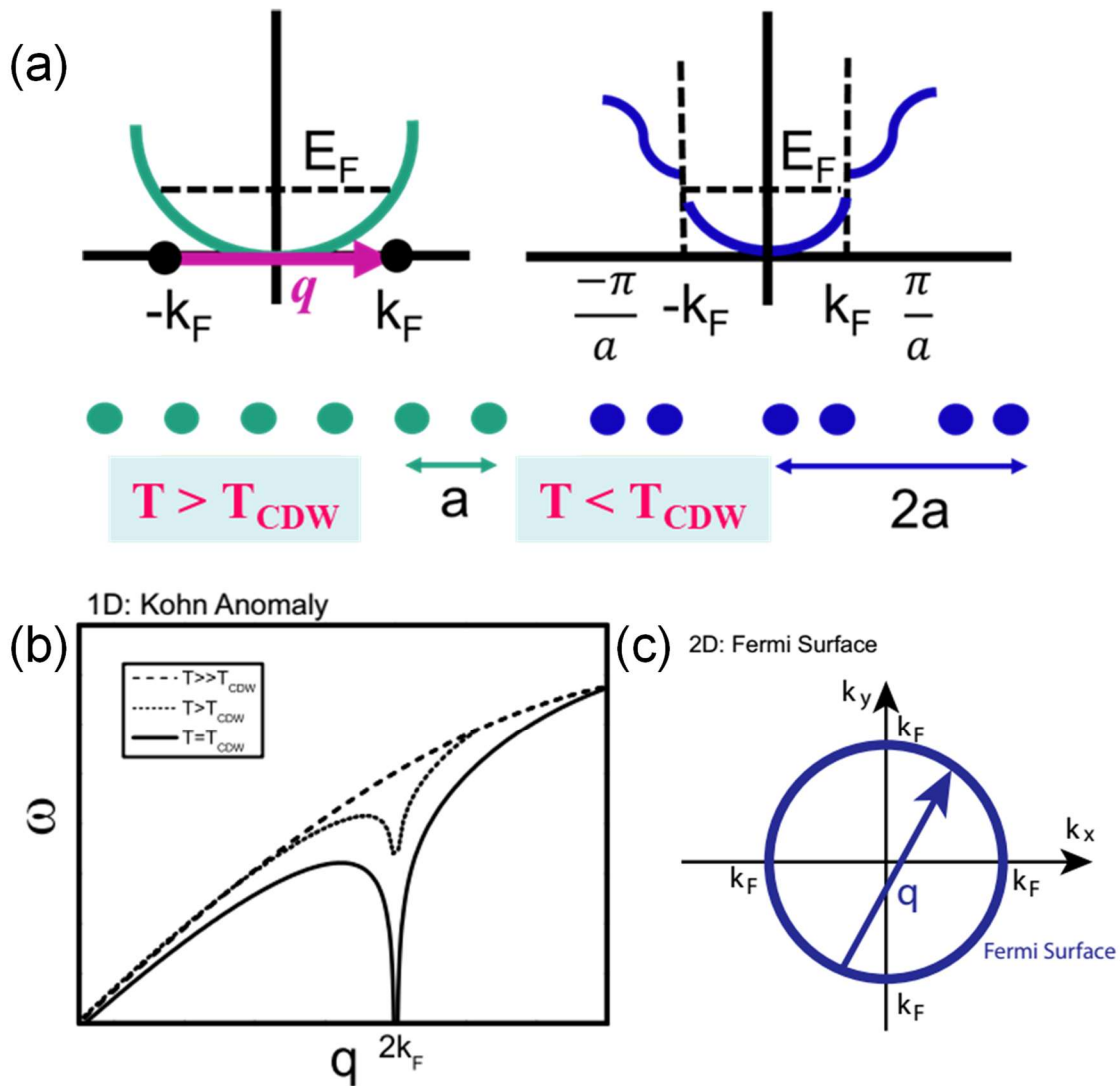 (a)
E_F
E_F
q
-k_F
k_F
-π/a
-k_F
k_F
π/a
T > T_CDW
a
T < T_CDW
2a
1D: Kohn Anomaly
(b)
T>>T_CDW
T>T_CDW
T=T_CDW
ω
q
2k_F
(c)
2D: Fermi Surface
k_y
k_F
k_x
k_F
k_F
q
Fermi Surface
k_F